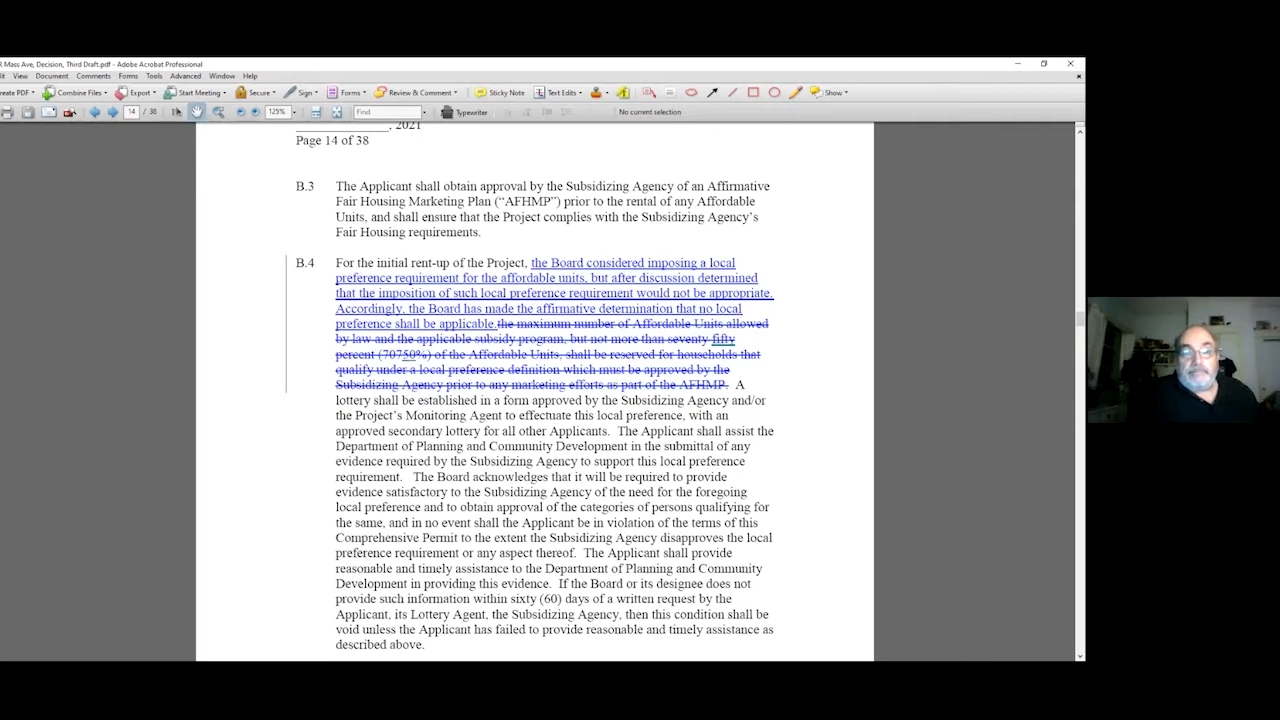 R Mass Ave, Decision, Third Draft.pdf - Adobe Acrobat Professional
View Document Comments Forms Tools Advanced Window Help
Combine Files Export Start Meeting Secure Sign Forms Review & Comment Sticky Note Text Edits Show
14 / 38 125% Find Typewriter No current selection
, 2021
Page 14 of 38
B.3 The Applicant shall obtain approval by the Subsidizing Agency of an Affirmative
Fair Housing Marketing Plan (“AFHMP”) prior to the rental of any Affordable
Units, and shall ensure that the Project complies with the Subsidizing Agency’s
Fair Housing requirements.
B.4 For the initial rent-up of the Project, the Board considered imposing a local
preference requirement for the affordable units, but after discussion determined
that the imposition of such local preference requirement would not be appropriate.
Accordingly, the Board has made the affirmative determination that no local
preference shall be applicable.the maximum number of Affordable Units allowed
by law and the applicable subsidy program, but not more than seventy fifty
percent (707550%) of the Affordable Units, shall be reserved for households that
qualify under a local preference definition which must be approved by the
Subsidizing Agency prior to any marketing efforts as part of the AFHMP. A
lottery shall be established in a form approved by the Subsidizing Agency and/or
the Project’s Monitoring Agent to effectuate this local preference, with an
approved secondary lottery for all other Applicants. The Applicant shall assist the
Department of Planning and Community Development in the submittal of any
evidence required by the Subsidizing Agency to support this local preference
requirement. The Board acknowledges that it will be required to provide
evidence satisfactory to the Subsidizing Agency of the need for the foregoing
local preference and to obtain approval of the categories of persons qualifying for
the same, and in no event shall the Applicant be in violation of the terms of this
Comprehensive Permit to the extent the Subsidizing Agency disapproves the local
preference requirement or any aspect thereof. The Applicant shall provide
reasonable and timely assistance to the Department of Planning and Community
Development in providing this evidence. If the Board or its designee does not
provide such information within sixty (60) days of a written request by the
Applicant, its Lottery Agent, the Subsidizing Agency, then this condition shall be
void unless the Applicant has failed to provide reasonable and timely assistance as
described above.